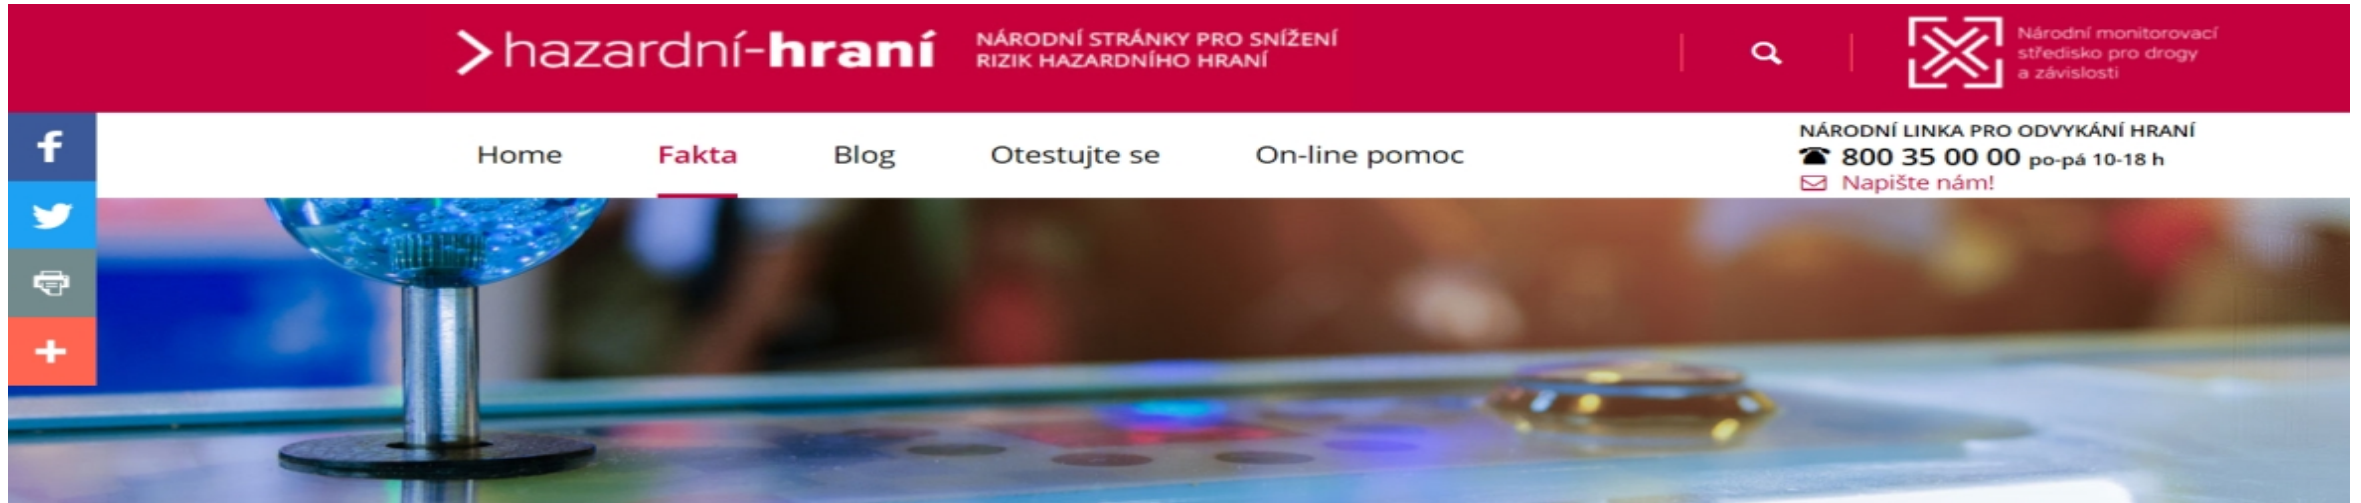 hazardní-hraní
NÁRODNÍ STRÁNKY PRO SNÍŽENÍ
RIZIK HAZARDNÍHO HRANÍ
Národní monitorovací
středisko pro drogy
a závislosti
Home Fakta Blog Otestujte se On-line pomoc
NÁRODNÍ LINKA PRO ODVYKÁNÍ HRANÍ
800 35 00 00 po-pá 10-18 h
Napište nám!